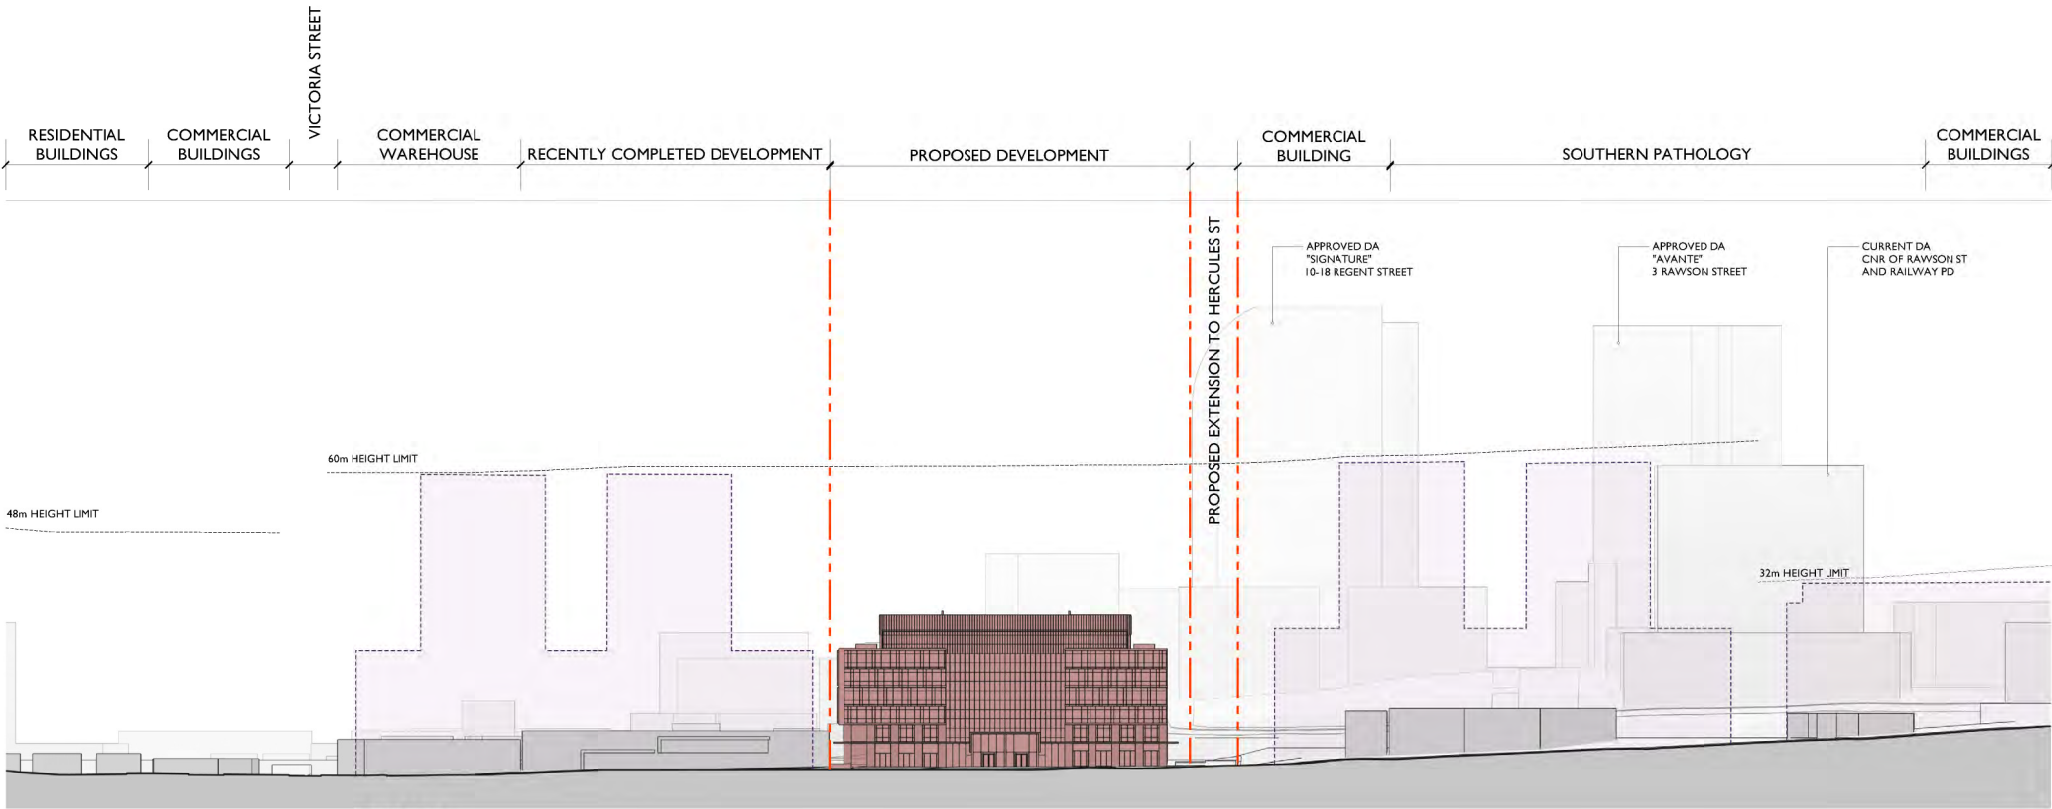 VICTORIA STREET
RESIDENTIAL
BUILDINGS
COMMERCIAL
BUILDINGS
COMMERCIAL
WAREHOUSE
RECENTLY COMPLETED DEVELOPMENT
PROPOSED DEVELOPMENT
COMMERCIAL
BUILDING
SOUTHERN PATHOLOGY
COMMERCIAL
BUILDINGS
PROPOSED EXTENSION TO HERCULES ST
APPROVED DA
"SIGNATURE"
10-18 REGENT STREET
APPROVED DA
"AVANTE"
3 RAWSON STREET
CURRENT DA
CNR OF RAWSON ST
AND RAILWAY PD
60m HEIGHT LIMIT
48m HEIGHT LIMIT
32m HEIGHT LIMIT